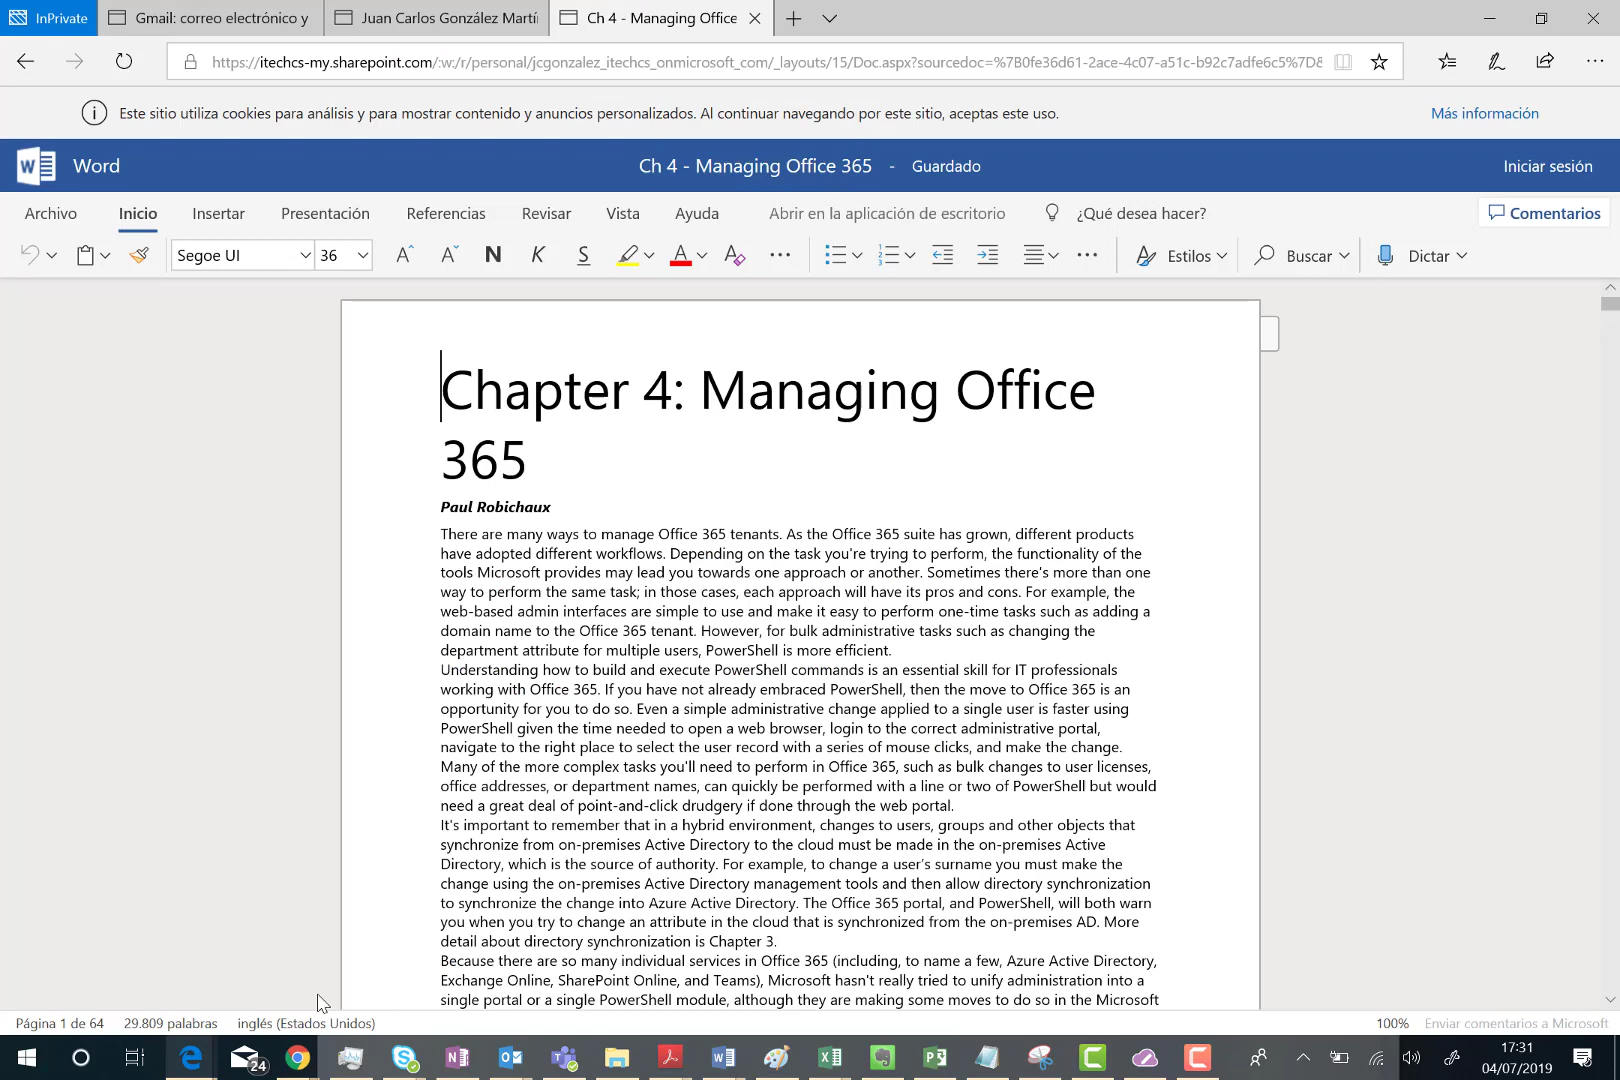 InPrivate
Gmail: correo electrónico y
Juan Carlos González Martí
Ch 4 - Managing Office
https://itechcs-my.sharepoint.com/:w:/r/personal/jcgonzalez_itechcs_onmicrosoft_com/_layouts/15/Doc.aspx?sourcedoc=%7B0fe36d61-2ace-4c07-a51c-b92c7adfe6c5%7D&
Este sitio utiliza cookies para análisis y para mostrar contenido y anuncios personalizados. Al continuar navegando por este sitio, aceptas este uso.
Más información
W Word
Ch 4 - Managing Office 365 - Guardado
Iniciar sesión
Archivo Inicio Insertar Presentación Referencias Revisar Vista Ayuda Abrir en la aplicación de escritorio ¿Qué desea hacer? Comentarios
Segoe UI 36 A A N K S A A Estilos Buscar Dictar
Chapter 4: Managing Office
365
Paul Robichaux
There are many ways to manage Office 365 tenants. As the Office 365 suite has grown, different products
have adopted different workflows. Depending on the task you're trying to perform, the functionality of the
tools Microsoft provides may lead you towards one approach or another. Sometimes there's more than one
way to perform the same task; in those cases, each approach will have its pros and cons. For example, the
web-based admin interfaces are simple to use and make it easy to perform one-time tasks such as adding a
domain name to the Office 365 tenant. However, for bulk administrative tasks such as changing the
department attribute for multiple users, PowerShell is more efficient.
Understanding how to build and execute PowerShell commands is an essential skill for IT professionals
working with Office 365. If you have not already embraced PowerShell, then the move to Office 365 is an
opportunity for you to do so. Even a simple administrative change applied to a single user is faster using
PowerShell given the time needed to open a web browser, login to the correct administrative portal,
navigate to the right place to select the user record with a series of mouse clicks, and make the change.
Many of the more complex tasks you'll need to perform in Office 365, such as bulk changes to user licenses,
office addresses, or department names, can quickly be performed with a line or two of PowerShell but would
need a great deal of point-and-click drudgery if done through the web portal.
It's important to remember that in a hybrid environment, changes to users, groups and other objects that
synchronize from on-premises Active Directory to the cloud must be made in the on-premises Active
Directory, which is the source of authority. For example, to change a user's surname you must make the
change using the on-premises Active Directory management tools and then allow directory synchronization
to synchronize the change into Azure Active Directory. The Office 365 portal, and PowerShell, will both warn
you when you try to change an attribute in the cloud that is synchronized from the on-premises AD. More
detail about directory synchronization is Chapter 3.
Because there are so many individual services in Office 365 (including, to name a few, Azure Active Directory,
Exchange Online, SharePoint Online, and Teams), Microsoft hasn't really tried to unify administration into a
single portal or a single PowerShell module, although they are making some moves to do so in the Microsoft
Página 1 de 64 29.809 palabras inglés (Estados Unidos) 100% Enviar comentarios a Microsoft
24
17:31
04/07/2019